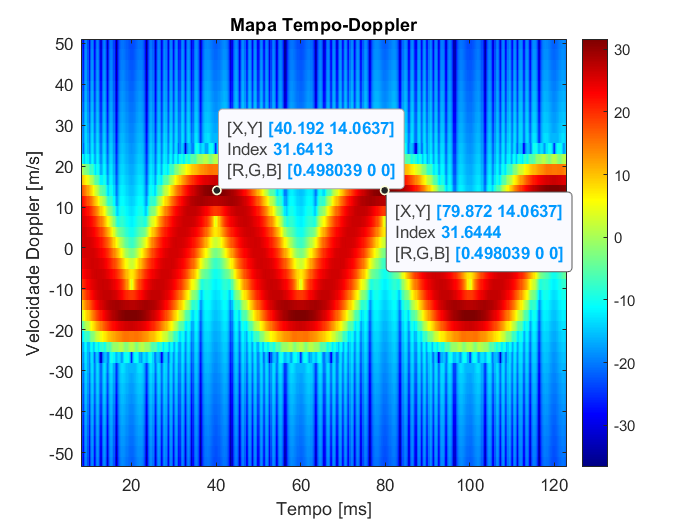 Mapa Tempo-Doppler
50
40
30
20
10
0
-10
-20
-30
-40
-50
Velocidade Doppler [m/s]
[X,Y] [40.192 14.0637]
Index 31.6413
[R,G,B] [0.498039 0 0]
[X,Y] [79.872 14.0637]
Index 31.6444
[R,G,B] [0.498039 0 0]
20 40 60 80 100 120
Tempo [ms]
30
20
10
0
-10
-20
-30